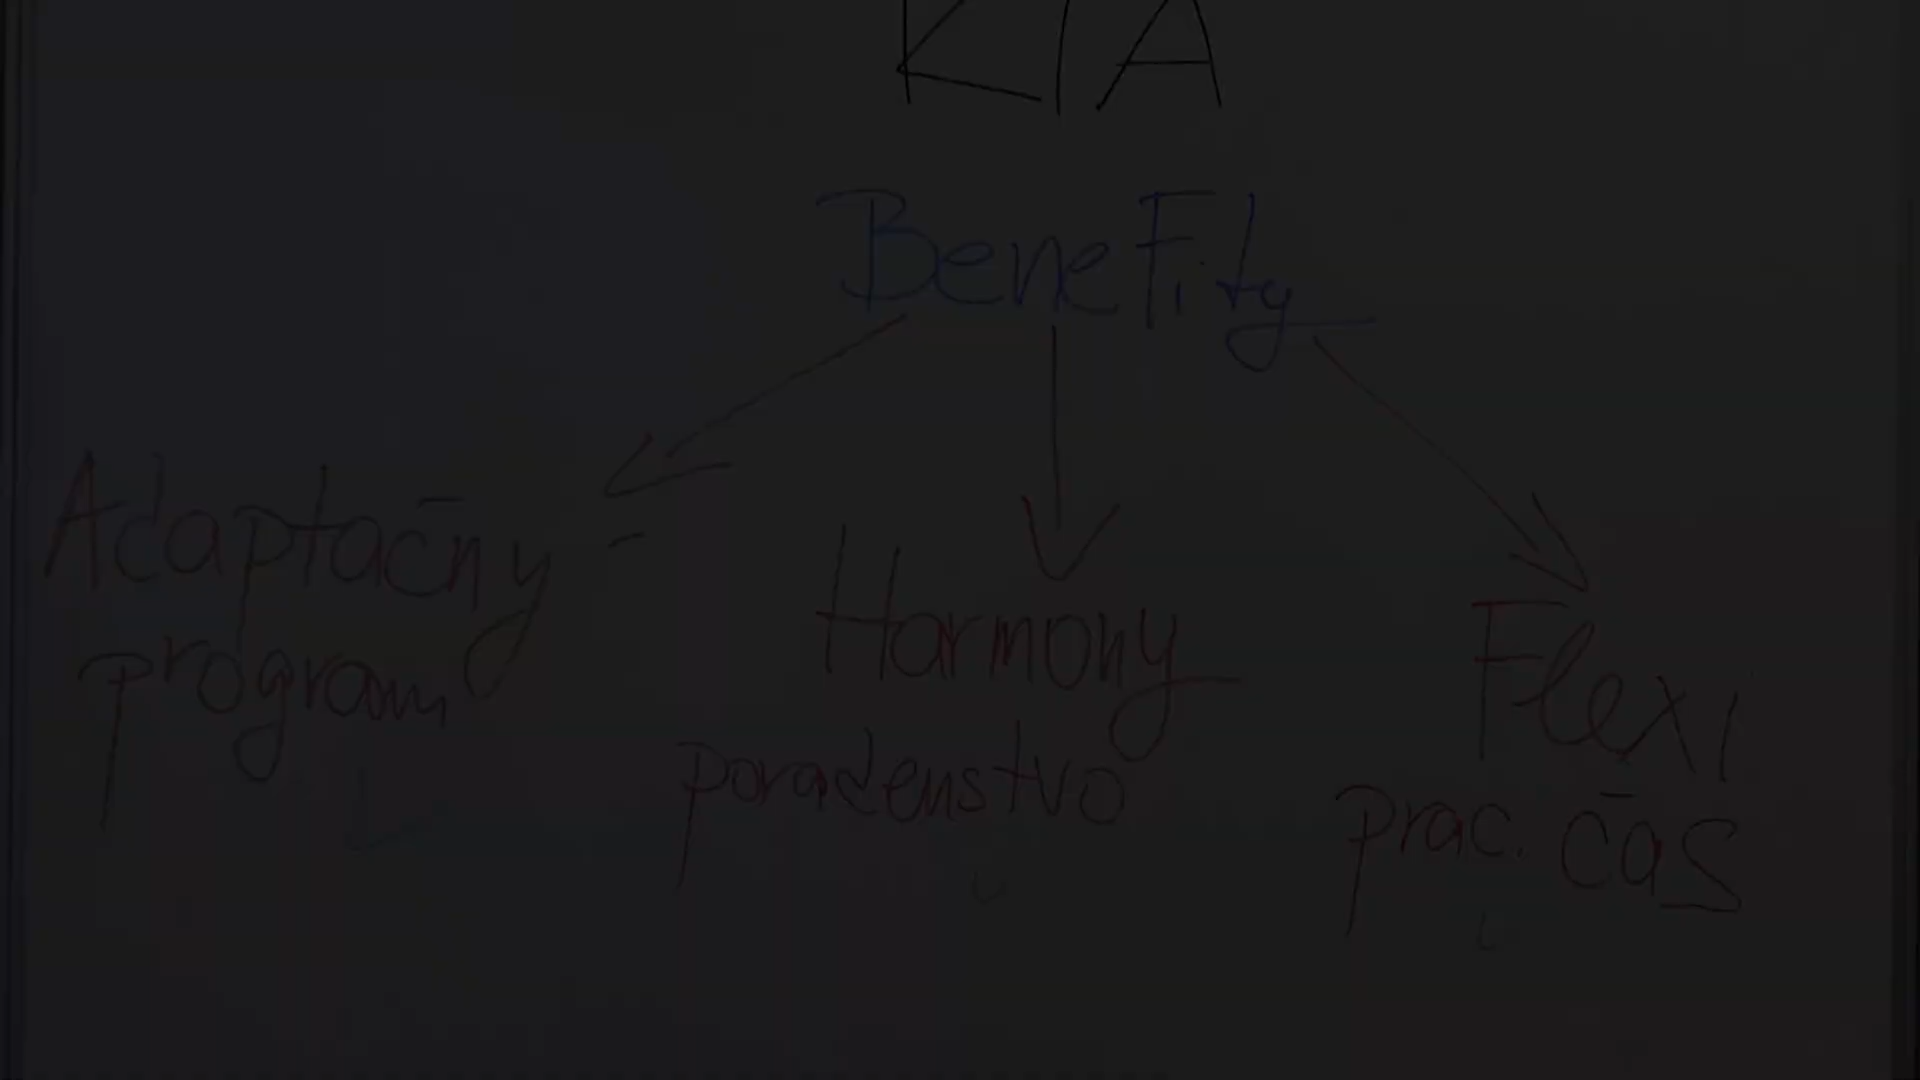 KIA
BeneFity
Adaptačný
program
Harmony
poradenstvo
Flexi
prac. čas